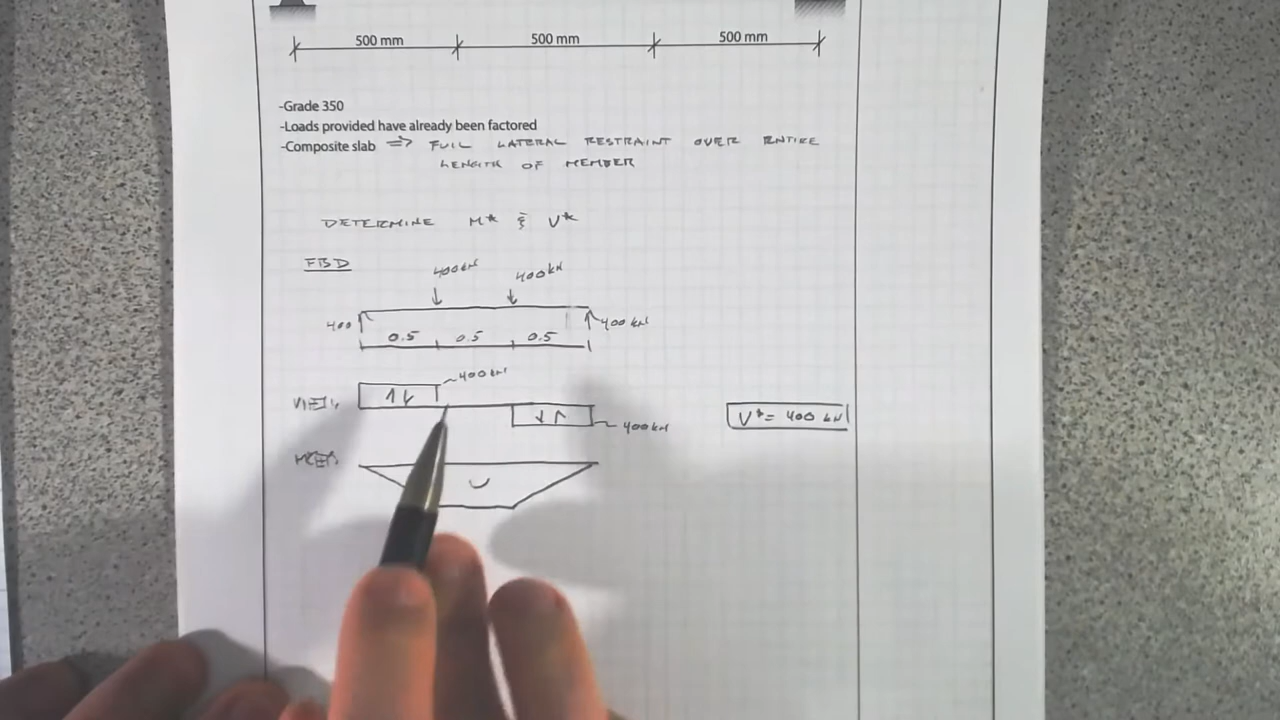 500 mm 500 mm 500 mm
-Grade 350
-Loads provided have already been factored
-Composite slab ⇒ FULL LATERAL RESTRAINT OVER ENTIRE
LENGTH OF MEMBER
DETERMINE M* & V*
FBD
400kN 400kN
400 400 kN
0.5 0.5 0.5
400kN
400kN
V* = 400 kN